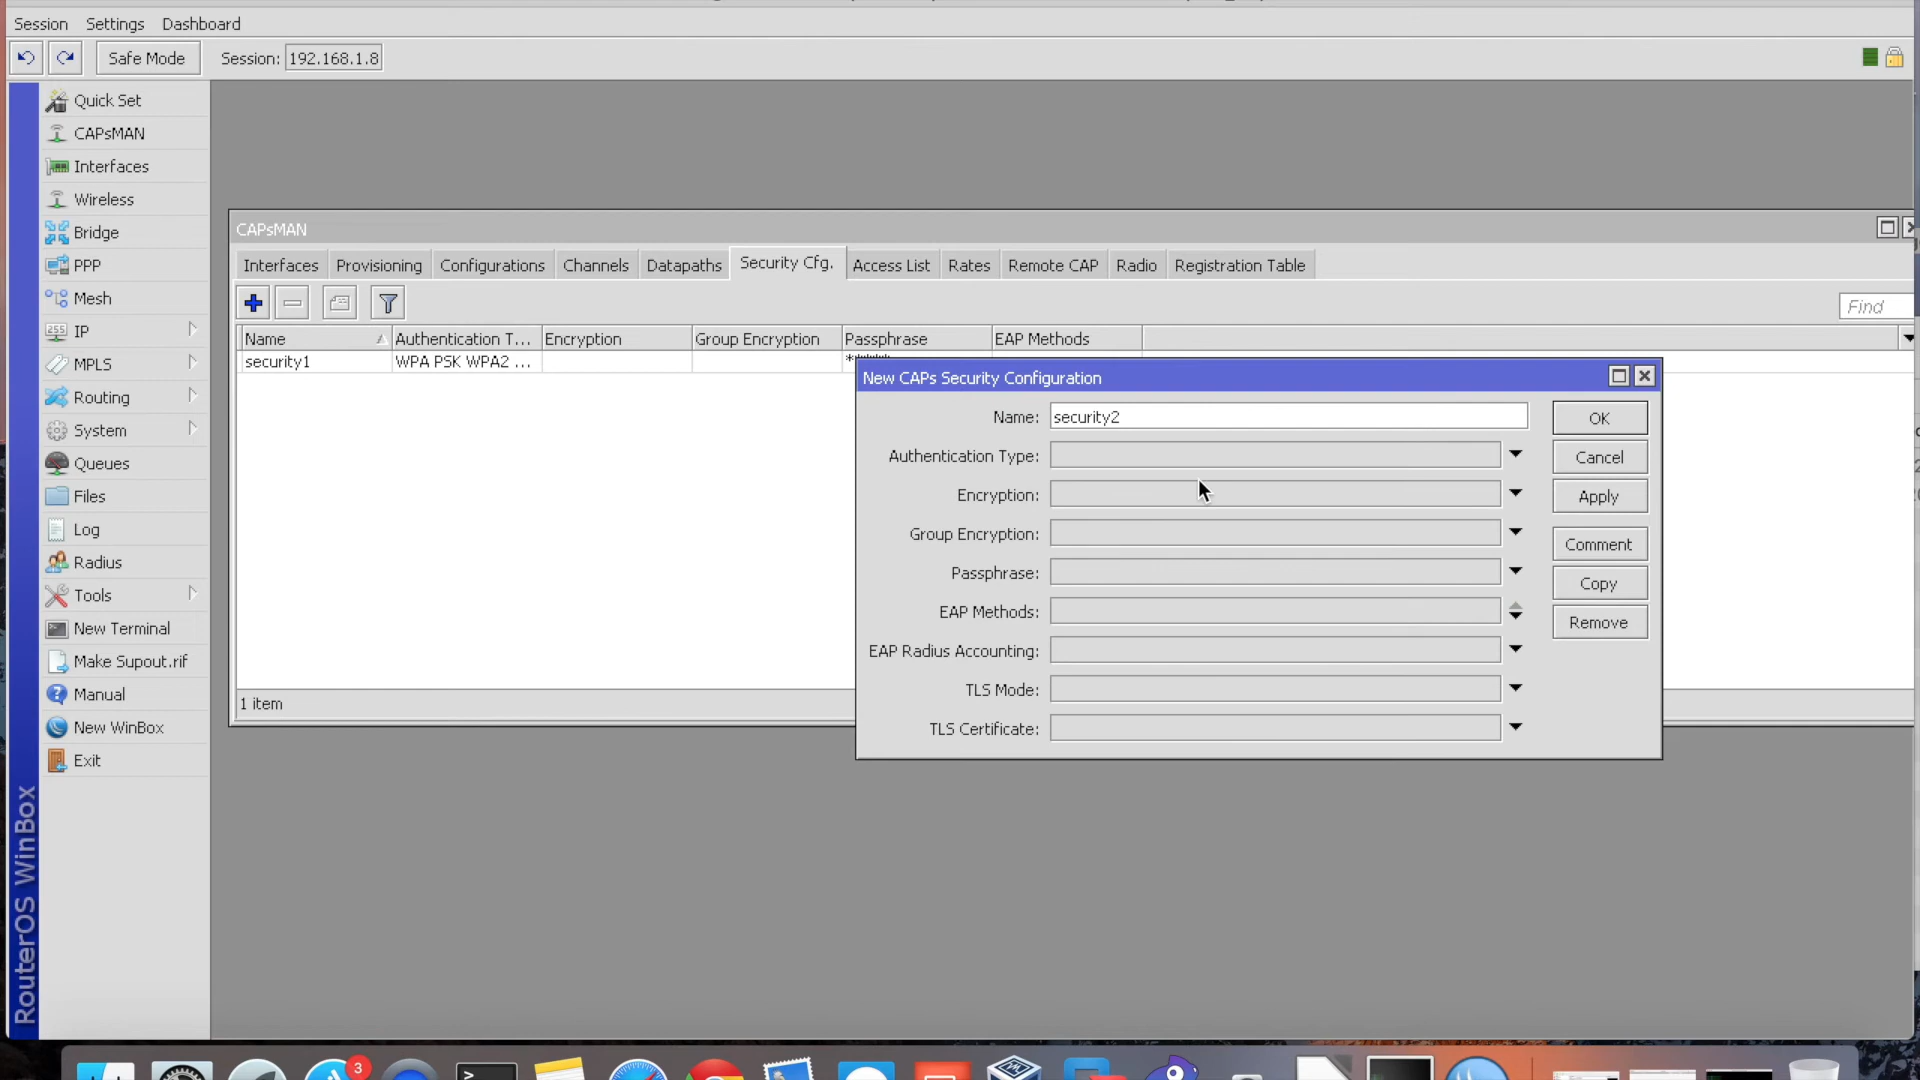 Session Settings Dashboard
Safe Mode Session: 192.168.1.8
Quick Set
CAPsMAN
Interfaces
Wireless
Bridge
PPP
Mesh
IP
MPLS
Routing
System
Queues
Files
Log
Radius
Tools
New Terminal
Make Supout.rif
Manual
New WinBox
Exit
RouterOS WinBox
CAPsMAN
Interfaces Provisioning Configurations Channels Datapaths Security Cfg. Access List Rates Remote CAP Radio Registration Table
Find
Name Authentication T... Encryption Group Encryption Passphrase EAP Methods
security1 WPA PSK WPA2 ...
1 item
New CAPs Security Configuration
Name: security2
Authentication Type:
Encryption:
Group Encryption:
Passphrase:
EAP Methods:
EAP Radius Accounting:
TLS Mode:
TLS Certificate:
OK
Cancel
Apply
Comment
Copy
Remove
3